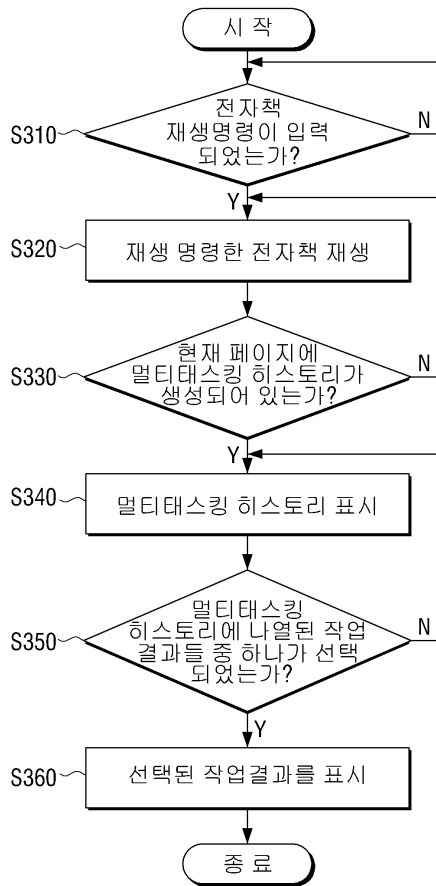 시 작
전자책
S310
재생명령이 입력
N
되었는가?
Y
S320
재생 명령한 전자책 재생
현재 페이지에
S330
멀티태스킹 히스토리가
N
생성되어 있는가?
Y
S340
멀티태스킹 히스토리 표시
멀티태스킹
S350
히스토리에 나열된 작업
N
결과들 중 하나가 선택
되었는가?
Y
S360
선택된 작업결과를 표시
종 료